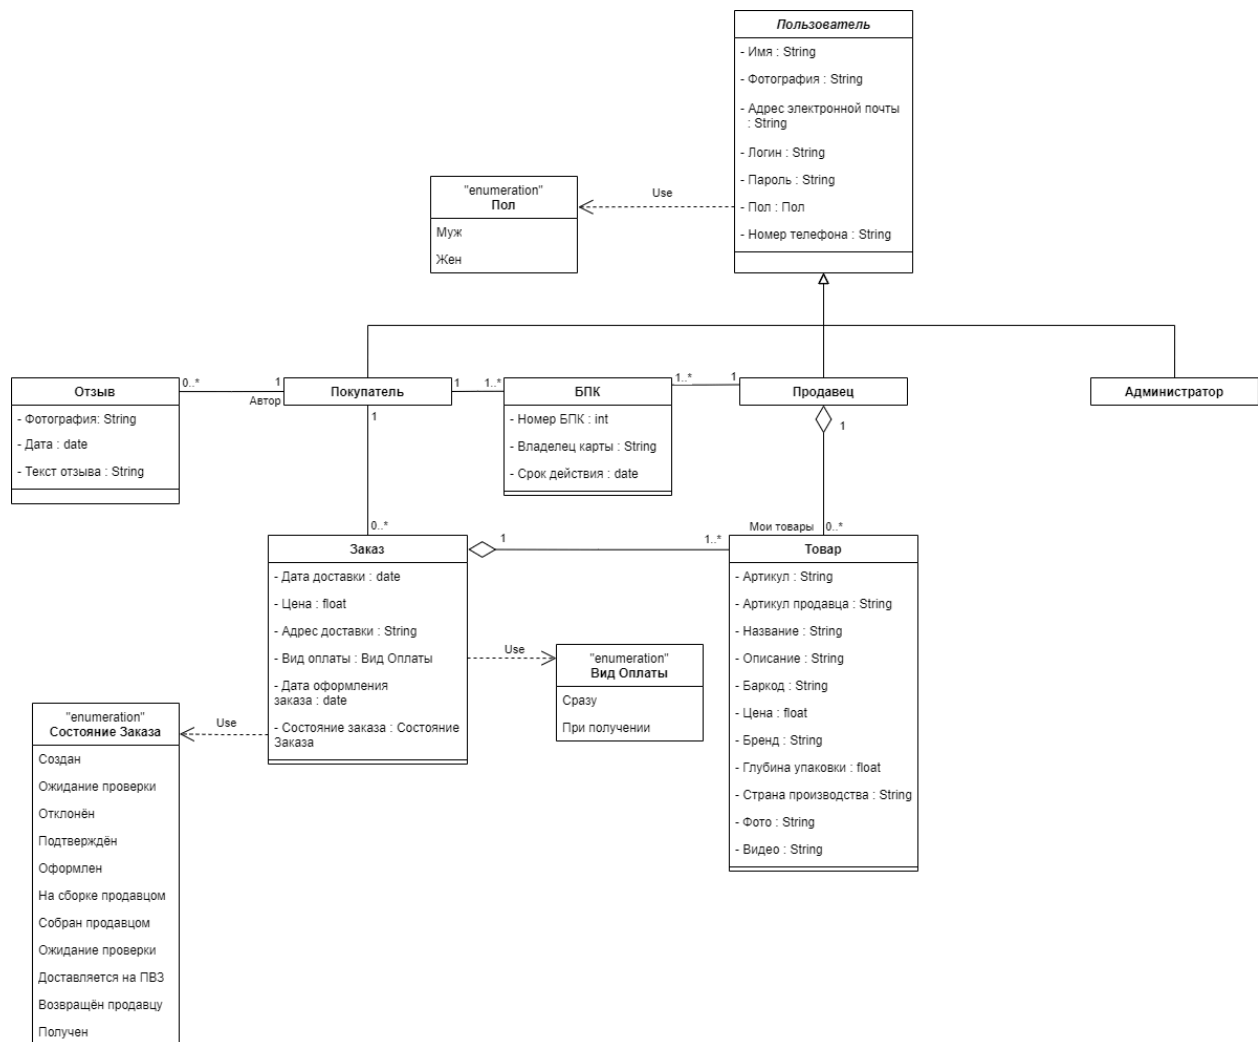 Пользователь
- Имя : String
- Фотография : String
- Адрес электронной почты
: String
- Логин : String
- Пароль : String
- Пол : Пол
- Номер телефона : String
Use
"enumeration"
Пол
Муж
Жен
Отзыв
- Фотография: String
- Дата : date
- Текст отзыва : String
0..*
1
Автор
Покупатель
1
1..*
БПК
- Номер БПК : int
- Владелец карты : String
- Срок действия : date
1..*
1
Продавец
Администратор
1
0..*
1
Мои товары
0..*
Заказ
- Дата доставки : date
- Цена : float
- Адрес доставки : String
- Вид оплаты : Вид Оплаты
- Дата оформления
заказа : date
- Состояние заказа : Состояние
Заказа
1
1..*
Товар
- Артикул : String
- Артикул продавца : String
- Название : String
- Описание : String
- Баркод : String
- Цена : float
- Бренд : String
- Глубина упаковки : float
- Страна производства : String
- Фото : String
- Видео : String
Use
"enumeration"
Вид Оплаты
Сразу
При получении
Use
"enumeration"
Состояние Заказа
Создан
Ожидание проверки
Отклонён
Подтверждён
Оформлен
На сборке продавцом
Собран продавцом
Ожидание проверки
Доставляется на ПВЗ
Возвращён продавцу
Получен